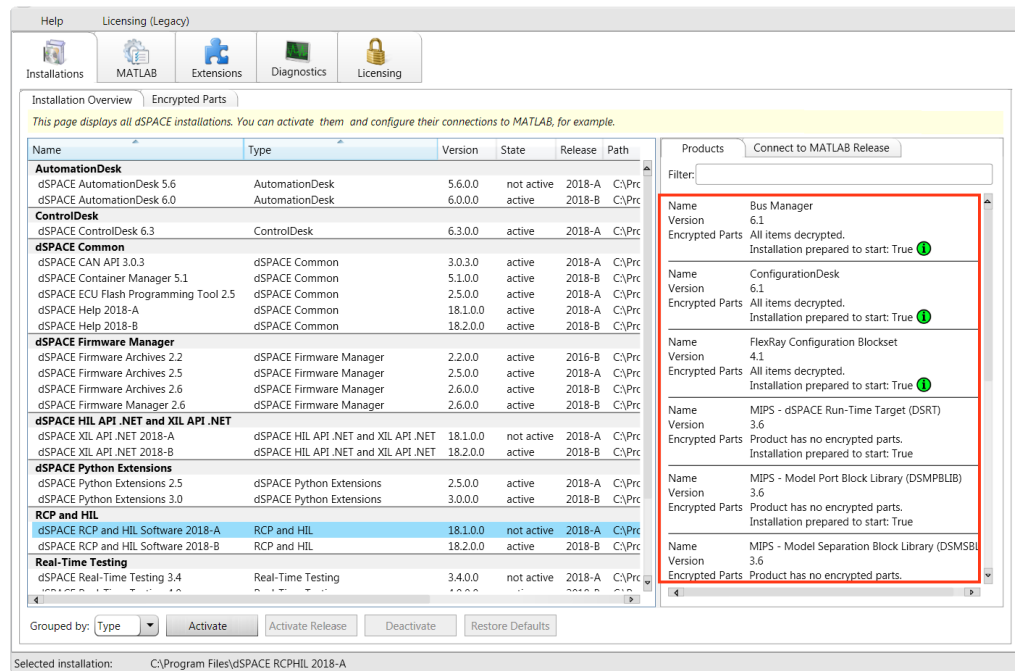 Help Licensing (Legacy)
Installations MATLAB Extensions Diagnostics Licensing
Installation Overview Encrypted Parts
This page displays all dSPACE installations. You can activate them and configure their connections to MATLAB, for example.
Name Type Version State Release Path
AutomationDesk
dSPACE AutomationDesk 5.6 AutomationDesk 5.6.0.0 not active 2018-A C:\Prc
dSPACE AutomationDesk 6.0 AutomationDesk 6.0.0.0 active 2018-B C:\Prc
ControlDesk
dSPACE ControlDesk 6.3 ControlDesk 6.3.0.0 active 2018-A C:\Prc
dSPACE Common
dSPACE CAN API 3.0.3 dSPACE Common 3.0.3.0 active 2018-A C:\Prc
dSPACE Container Manager 5.1 dSPACE Common 5.1.0.0 active 2018-B C:\Prc
dSPACE ECU Flash Programming Tool 2.5 dSPACE Common 2.5.0.0 active 2018-A C:\Prc
dSPACE Help 2018-A dSPACE Common 18.1.0.0 active 2018-A C:\Prc
dSPACE Help 2018-B dSPACE Common 18.2.0.0 active 2018-B C:\Prc
dSPACE Firmware Manager
dSPACE Firmware Archives 2.2 dSPACE Firmware Manager 2.2.0.0 active 2016-B C:\Prc
dSPACE Firmware Archives 2.5 dSPACE Firmware Manager 2.5.0.0 active 2018-A C:\Prc
dSPACE Firmware Archives 2.6 dSPACE Firmware Manager 2.6.0.0 active 2018-B C:\Prc
dSPACE Firmware Manager 2.6 dSPACE Firmware Manager 2.6.0.0 active 2018-B C:\Prc
dSPACE HIL API .NET and XIL API .NET
dSPACE XIL API .NET 2018-A dSPACE HIL API .NET and XIL API .NET 18.1.0.0 not active 2018-A C:\Prc
dSPACE XIL API .NET 2018-B dSPACE HIL API .NET and XIL API .NET 18.2.0.0 active 2018-B C:\Prc
dSPACE Python Extensions
dSPACE Python Extensions 2.5 dSPACE Python Extensions 2.5.0.0 active 2018-A C:\Prc
dSPACE Python Extensions 3.0 dSPACE Python Extensions 3.0.0.0 active 2018-B C:\Prc
RCP and HIL
dSPACE RCP and HIL Software 2018-A RCP and HIL 18.1.0.0 not active 2018-A C:\Prc
dSPACE RCP and HIL Software 2018-B RCP and HIL 18.2.0.0 active 2018-B C:\Prc
Real-Time Testing
dSPACE Real-Time Testing 3.4 Real-Time Testing 3.4.0.0 not active 2018-A C:\Prc
Products Connect to MATLAB Release
Filter:
Name Bus Manager
Version 6.1
Encrypted Parts All items decrypted.
Installation prepared to start: True
Name ConfigurationDesk
Version 6.1
Encrypted Parts All items decrypted.
Installation prepared to start: True
Name FlexRay Configuration Blockset
Version 4.1
Encrypted Parts All items decrypted.
Installation prepared to start: True
Name MIPS - dSPACE Run-Time Target (DSRT)
Version 3.6
Encrypted Parts Product has no encrypted parts.
Installation prepared to start: True
Name MIPS - Model Port Block Library (DSMPBLIB)
Version 3.6
Encrypted Parts Product has no encrypted parts.
Installation prepared to start: True
Name MIPS - Model Separation Block Library (DSMSBL
Version 3.6
Encrypted Parts Product has no encrypted parts.
Grouped by: Type Activate Activate Release Deactivate Restore Defaults
Selected installation: C:\Program Files\dSPACE RCPHIL 2018-A